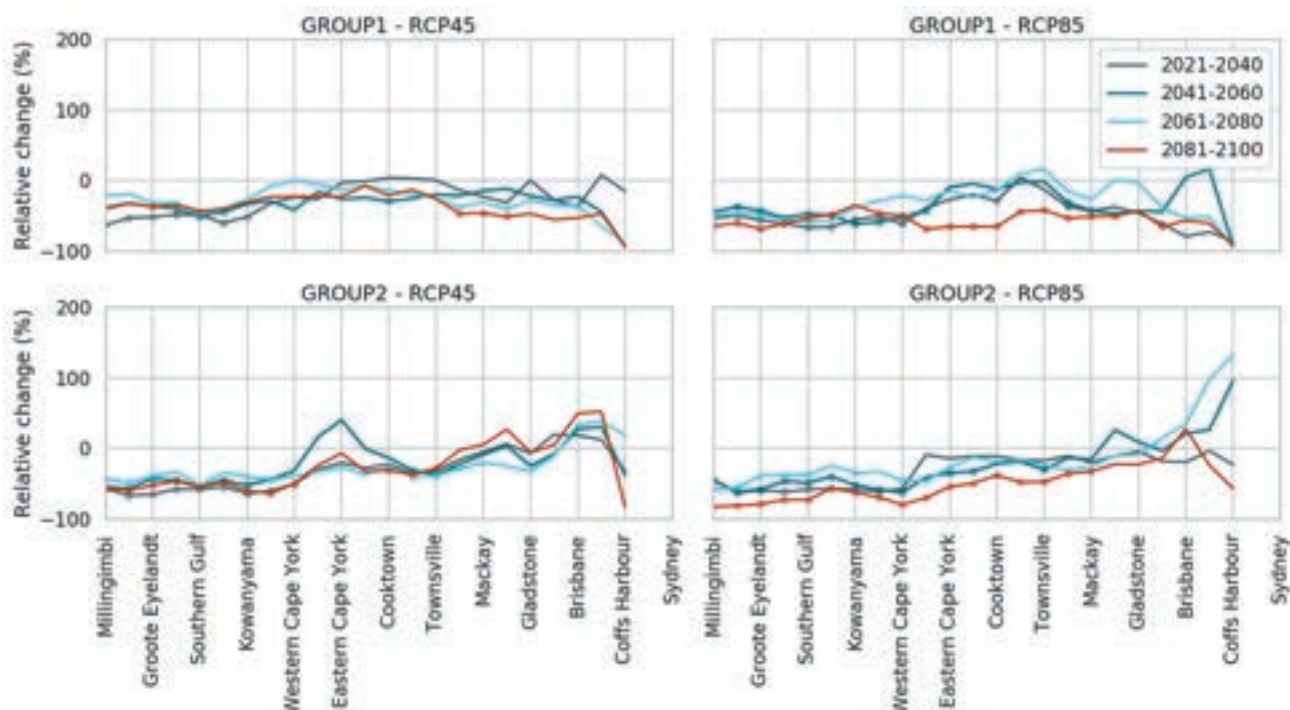 GROUP1 - RCP45
GROUP1 - RCP85
Relative change (%)
200
100
0
−100
2021-2040
2041-2060
2061-2080
2081-2100
GROUP2 - RCP45
GROUP2 - RCP85
Relative change (%)
200
100
0
−100
Millingimbi
Groote Eyelandt
Southern Gulf
Kowanyama
Western Cape York
Eastern Cape York
Cooktown
Townsville
Mackay
Gladstone
Brisbane
Coffs Harbour
Sydney
Millingimbi
Groote Eyelandt
Southern Gulf
Kowanyama
Western Cape York
Eastern Cape York
Cooktown
Townsville
Mackay
Gladstone
Brisbane
Coffs Harbour
Sydney